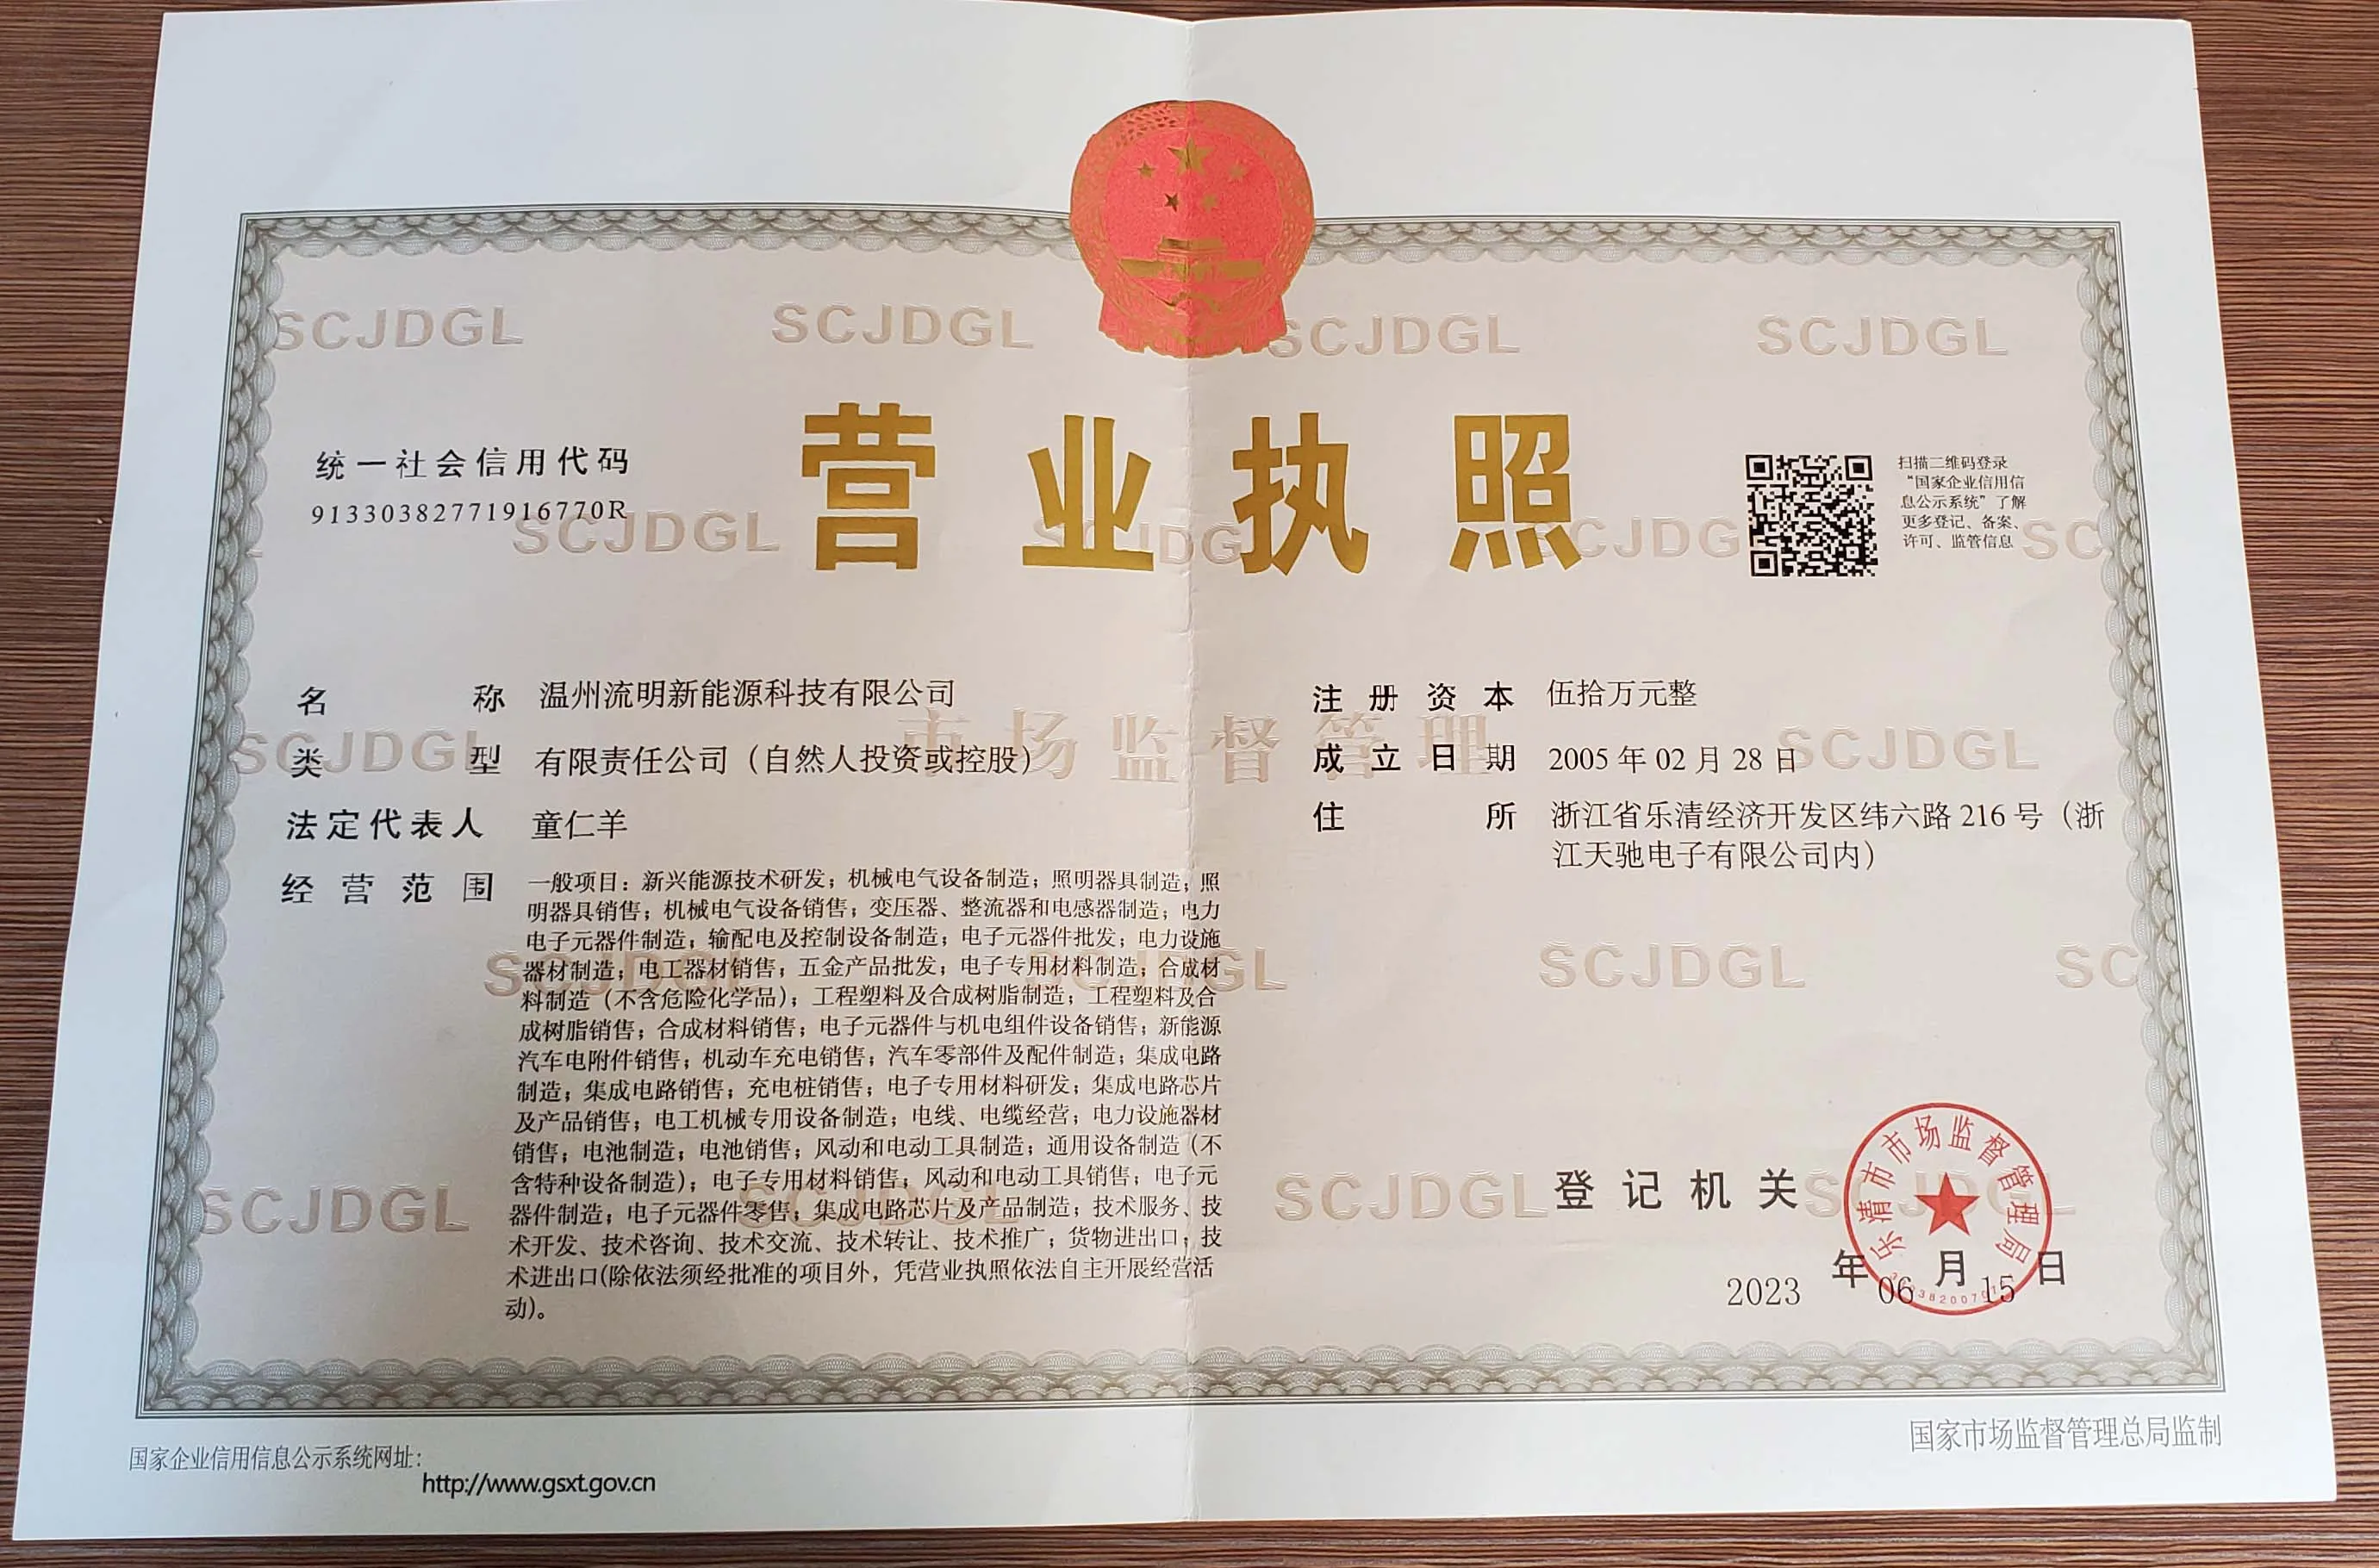 营业执照
统一社会信用代码
91330382771916770R
扫描二维码登录
“国家企业信用信
息公示系统”了解
更多登记、备案、
许可、监管信息
名称 温州流明新能源科技有限公司
类型 有限责任公司（自然人投资或控股）
法定代表人 童仁羊
经营范围 一般项目：新兴能源技术研发；机械电气设备制造；照明器具制造；照
明器具销售；机械电气设备销售；变压器、整流器和电感器制造；电力
电子元器件制造；输配电及控制设备制造；电子元器件批发；电力设施
器材制造；电工器材销售；五金产品批发；电子专用材料制造；合成材
料制造（不含危险化学品）；工程塑料及合成树脂制造；工程塑料及合
成树脂销售；合成材料销售；电子元器件与机电组件设备销售；新能源
汽车电附件销售；机动车充电销售；汽车零部件及配件制造；集成电路
制造；集成电路销售；充电桩销售；电子专用材料研发；集成电路芯片
及产品销售；电工机械专用设备制造；电线、电缆经营；电力设施器材
销售；电池制造；电池销售；风动和电动工具制造；通用设备制造（不
含特种设备制造）；电子专用材料销售；风动和电动工具销售；电子元
器件制造；电子元器件零售；集成电路芯片及产品制造；技术服务、技
术开发、技术咨询、技术交流、技术转让、技术推广；货物进出口；技
术进出口(除依法须经批准的项目外，凭营业执照依法自主开展经营活
动)。
注册资本 伍拾万元整
成立日期 2005年02月28日
住所 浙江省乐清经济开发区纬六路216号（浙
江天驰电子有限公司内）
登记机关
乐清市市场监督管理局
2023年06月15日
国家企业信用信息公示系统网址：
http://www.gsxt.gov.cn
国家市场监督管理总局监制
SCJDGL
市场监督管理